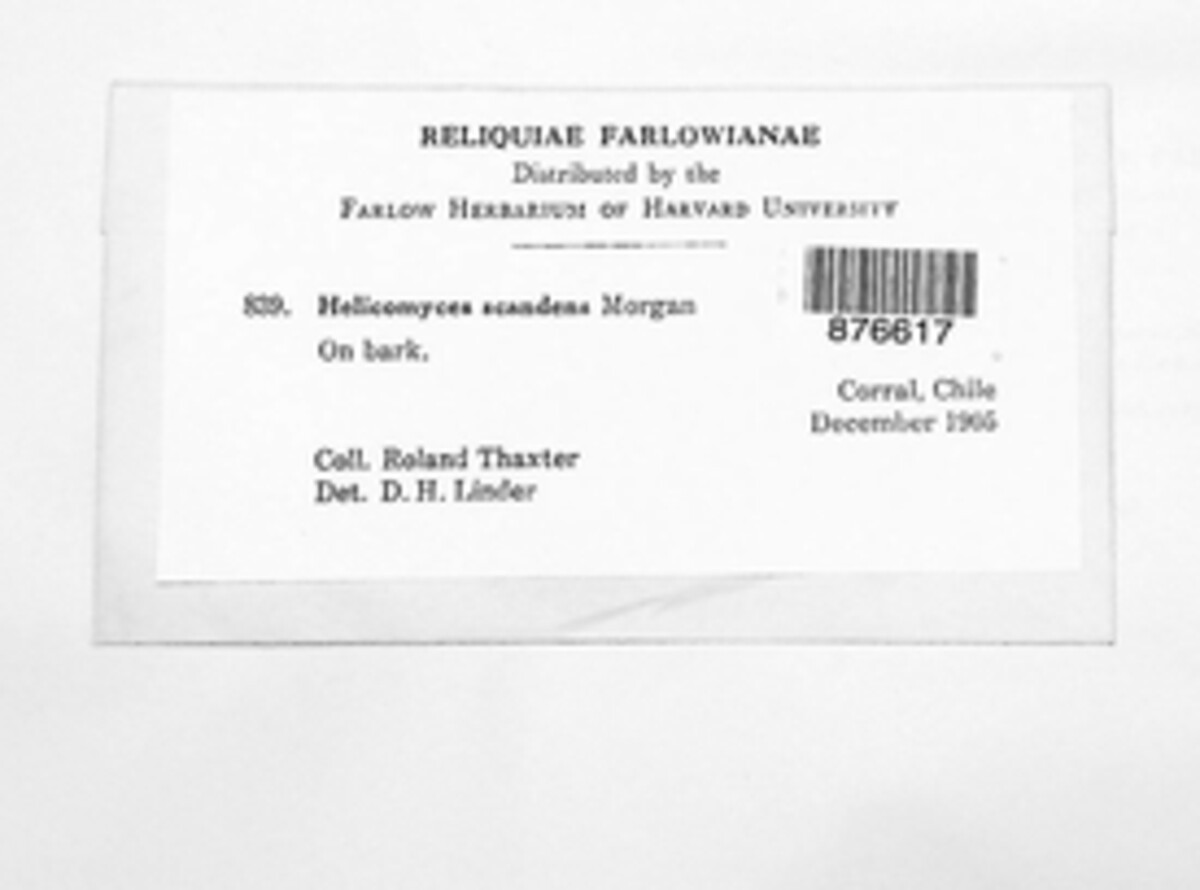 RELIQUIAE FARLOWIANAE
Distributed by the
FARLOW HERBARIUM OF HARVARD UNIVERSITY
839. Helicomyces scandens Morgan
On bark.
876617
Corral, Chile
December 1905
Coll. Roland Thaxter
Det. D. H. Linder